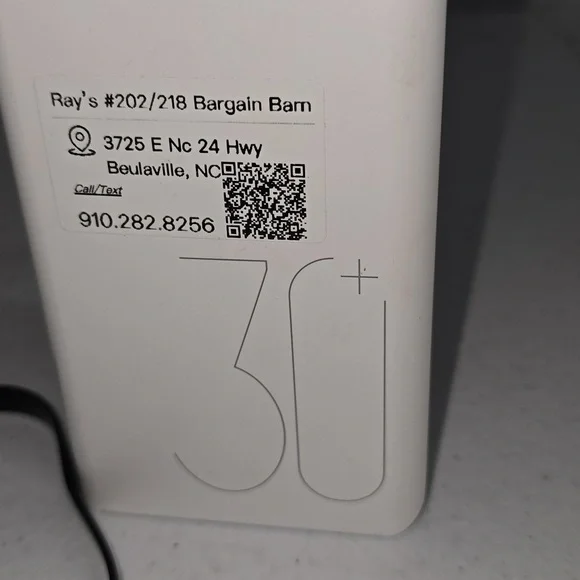 Ray's #202/218 Bargain Barn
3725 E Nc 24 Hwy
Beulaville, NC
Call/Text
910.282.8256
30+